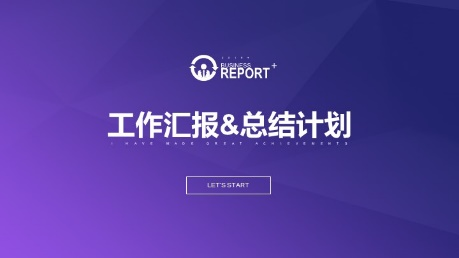 BUSINESS
REPORT+
工作汇报&总结计划
I HAVE MADE GREAT ACHIEVEMENTS
LET'S START